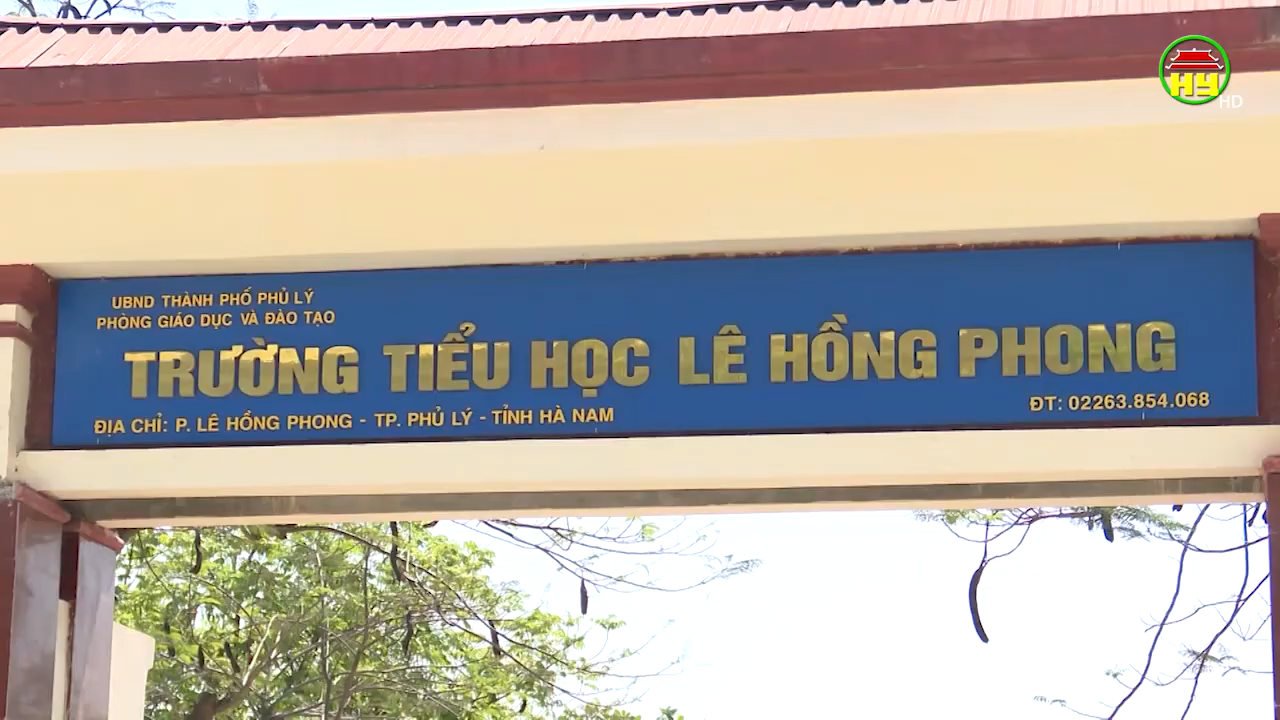 HY
HD
UBND THÀNH PHỐ PHỦ LÝ
PHÒNG GIÁO DỤC VÀ ĐÀO TẠO
TRƯỜNG TIỂU HỌC LÊ HỒNG PHONG
ĐỊA CHỈ: P. LÊ HỒNG PHONG - TP. PHỦ LÝ - TỈNH HÀ NAM
ĐT: 02263.854.068